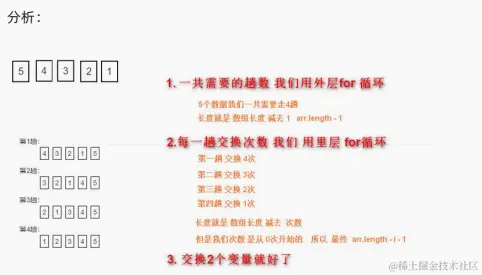 分析：
5 4 3 2 1
1. 一共需要的趟数 我们用外层for 循环
5个数据我们一共需要走4趟
长度就是 数组长度 减去 1 arr.length - 1
2.每一趟交换次数 我们 用里层 for循环
第1趟：
4 3 2 1 5
第一趟 交换 4次
第2趟：
3 2 1 4 5
第二趟 交换 3次
第三趟 交换 2次
第3趟：
2 1 3 4 5
第四趟 交换 1次
长度就是 数组长度 减去 次数
第4趟：
1 2 3 4 5
但是我们次数 是从 0次开始的 所以 最终 arr.length - i - 1
3. 交换2个变量就好了
@稀土掘金技术社区